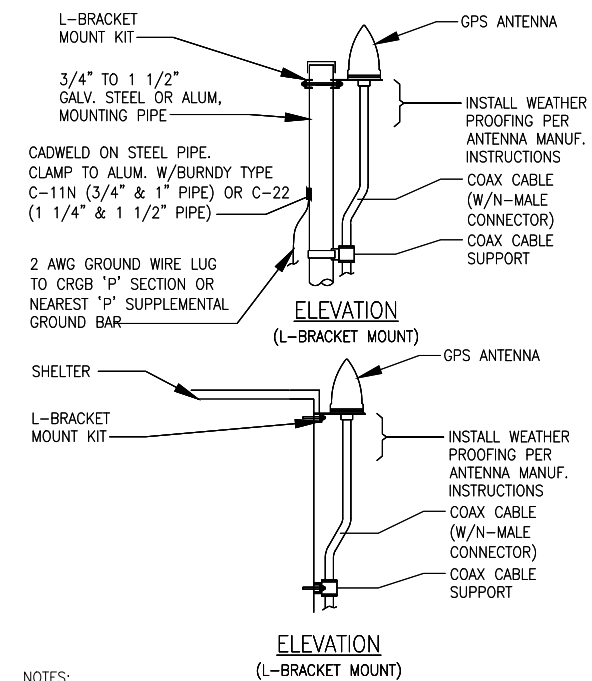 L-BRACKET
MOUNT KIT
GPS ANTENNA
3/4" TO 1 1/2"
GALV. STEEL OR ALUM,
MOUNTING PIPE
INSTALL WEATHER
PROOFING PER
ANTENNA MANUF.
INSTRUCTIONS
CADWELD ON STEEL PIPE.
CLAMP TO ALUM. W/BURNDY TYPE
C-11N (3/4" & 1" PIPE) OR C-22
(1 1/4" & 1 1/2" PIPE)
COAX CABLE
(W/N-MALE
CONNECTOR)
COAX CABLE
SUPPORT
2 AWG GROUND WIRE LUG
TO CRGB 'P' SECTION OR
NEAREST 'P' SUPPLEMENTAL
GROUND BAR
ELEVATION
(L-BRACKET MOUNT)
GPS ANTENNA
SHELTER
L-BRACKET
MOUNT KIT
INSTALL WEATHER
PROOFING PER
ANTENNA MANUF.
INSTRUCTIONS
COAX CABLE
(W/N-MALE
CONNECTOR)
COAX CABLE
SUPPORT
ELEVATION
(L-BRACKET MOUNT)
NOTES: